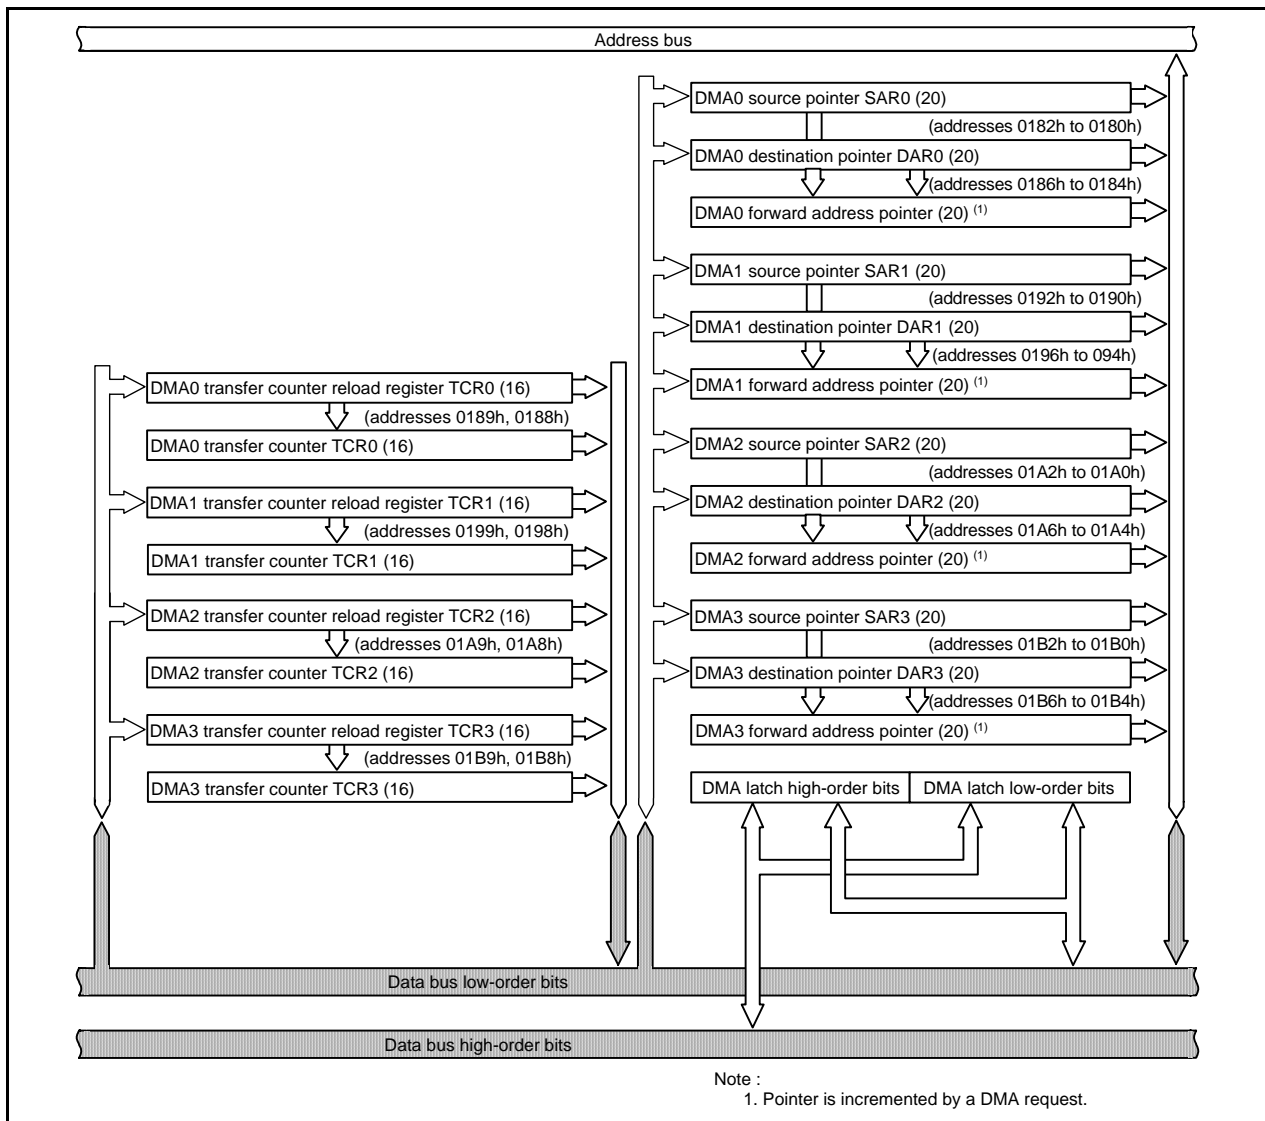 Address bus
DMA0 source pointer SAR0 (20)
(addresses 0182h to 0180h)
DMA0 destination pointer DAR0 (20)
(addresses 0186h to 0184h)
DMA0 forward address pointer (20) (1)
DMA1 source pointer SAR1 (20)
(addresses 0192h to 0190h)
DMA1 destination pointer DAR1 (20)
(addresses 0196h to 094h)
DMA1 forward address pointer (20) (1)
DMA2 source pointer SAR2 (20)
(addresses 01A2h to 01A0h)
DMA2 destination pointer DAR2 (20)
(addresses 01A6h to 01A4h)
DMA2 forward address pointer (20) (1)
DMA3 source pointer SAR3 (20)
(addresses 01B2h to 01B0h)
DMA3 destination pointer DAR3 (20)
(addresses 01B6h to 01B4h)
DMA3 forward address pointer (20) (1)
DMA0 transfer counter reload register TCR0 (16)
(addresses 0189h, 0188h)
DMA0 transfer counter TCR0 (16)
DMA1 transfer counter reload register TCR1 (16)
(addresses 0199h, 0198h)
DMA1 transfer counter TCR1 (16)
DMA2 transfer counter reload register TCR2 (16)
(addresses 01A9h, 01A8h)
DMA2 transfer counter TCR2 (16)
DMA3 transfer counter reload register TCR3 (16)
(addresses 01B9h, 01B8h)
DMA3 transfer counter TCR3 (16)
DMA latch high-order bits
DMA latch low-order bits
Data bus low-order bits
Data bus high-order bits
Note :
1. Pointer is incremented by a DMA request.